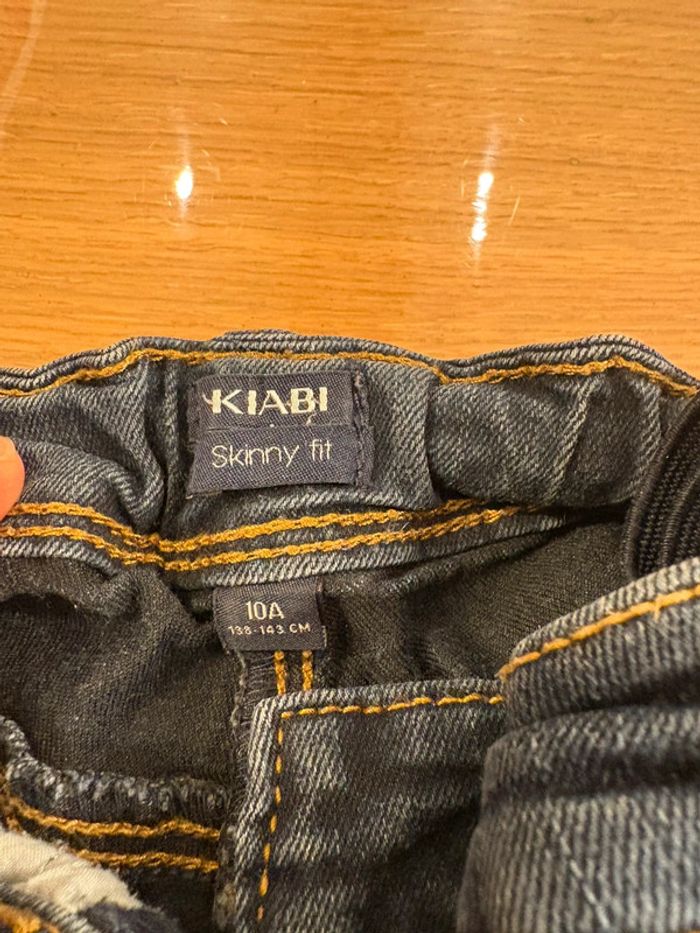 KIABI
Skinny fit
10A
138-143 CM